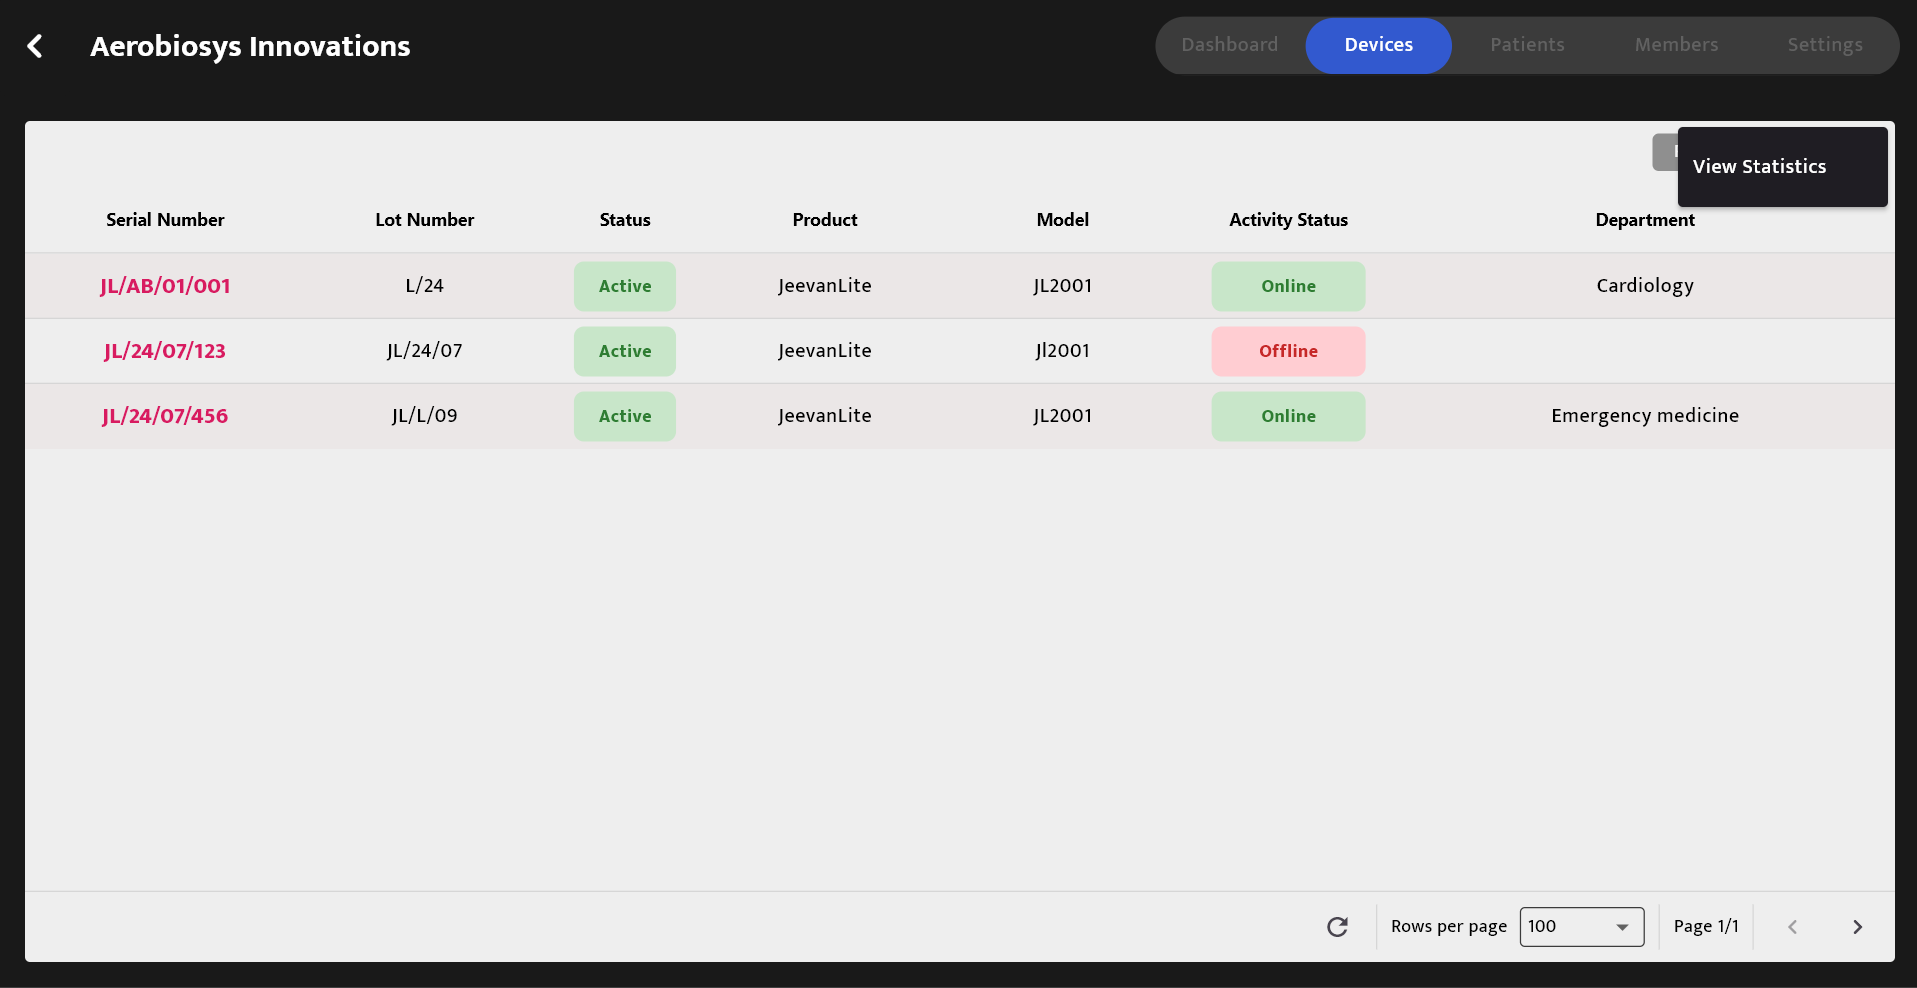 Aerobiosys Innovations
Dashboard Devices Patients Members Settings
View Statistics
Serial Number Lot Number Status Product Model Activity Status Department
JL/AB/01/001 L/24 Active JeevanLite JL2001 Online Cardiology
JL/24/07/123 JL/24/07 Active JeevanLite Jl2001 Offline
JL/24/07/456 JL/L/09 Active JeevanLite JL2001 Online Emergency medicine
Rows per page 100 Page 1/1